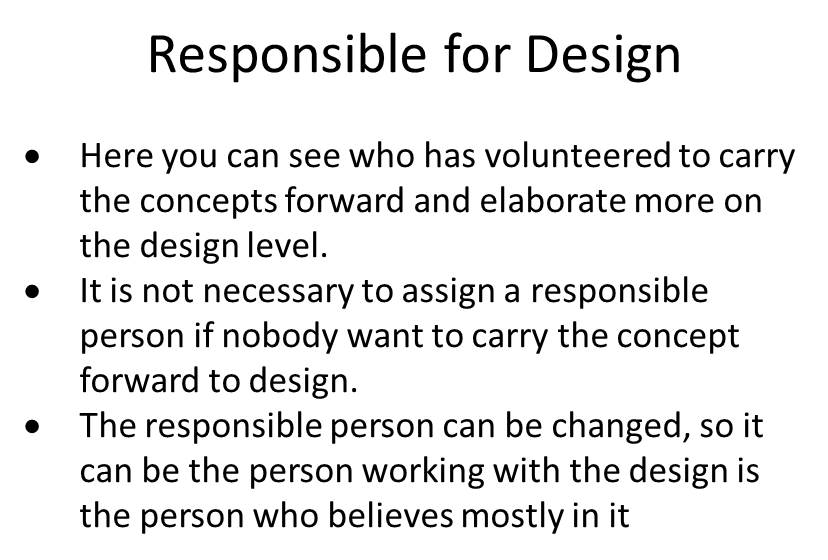 Responsible for Design
• Here you can see who has volunteered to carry
the concepts forward and elaborate more on
the design level.
• It is not necessary to assign a responsible
person if nobody want to carry the concept
forward to design.
• The responsible person can be changed, so it
can be the person working with the design is
the person who believes mostly in it